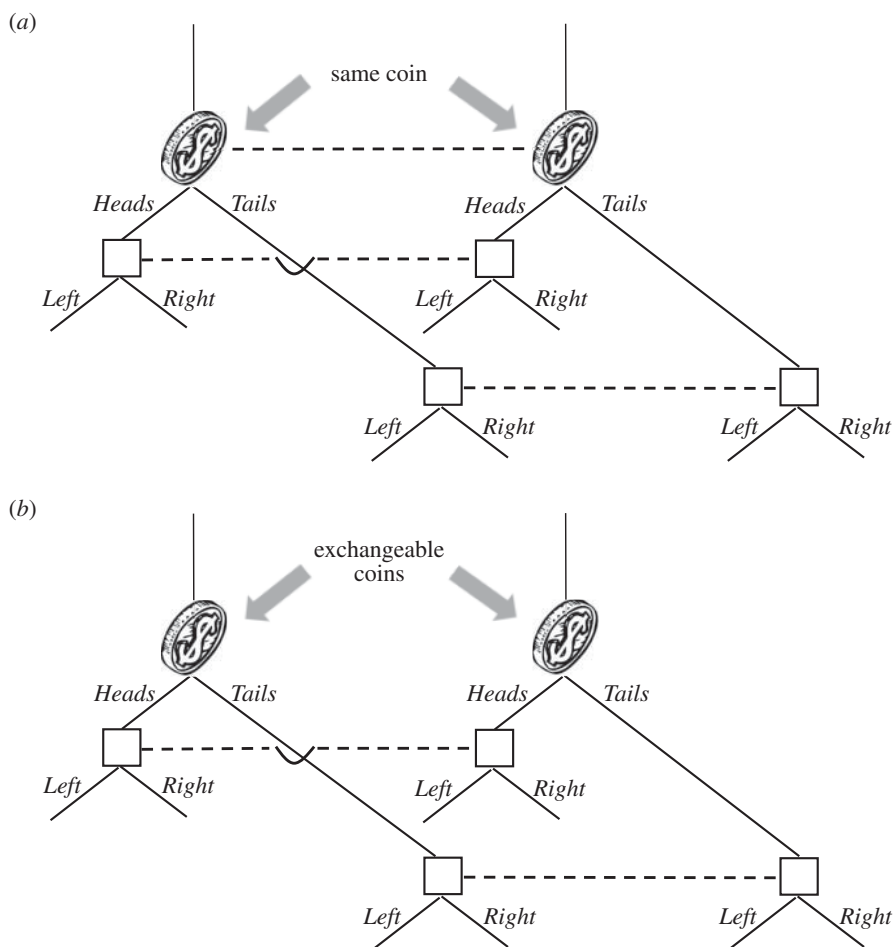 (a)
same coin
Heads Tails Heads Tails
Left Right Left Right
Left Right Left Right
(b)
exchangeable
coins
Heads Tails Heads Tails
Left Right Left Right
Left Right Left Right